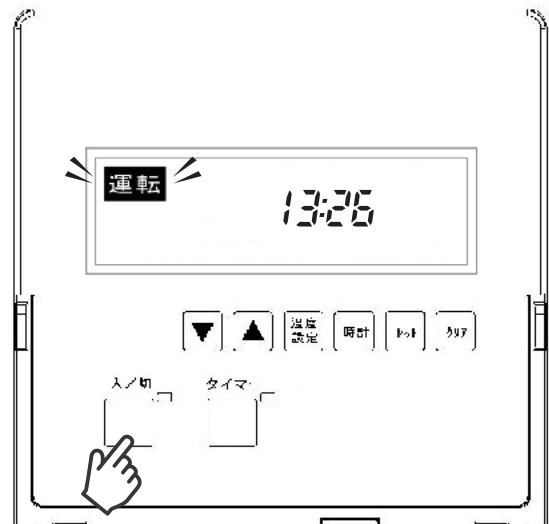 運転
13:26
▼ ▲ 温度設定 時計 セット クリア
入／切 タイマー